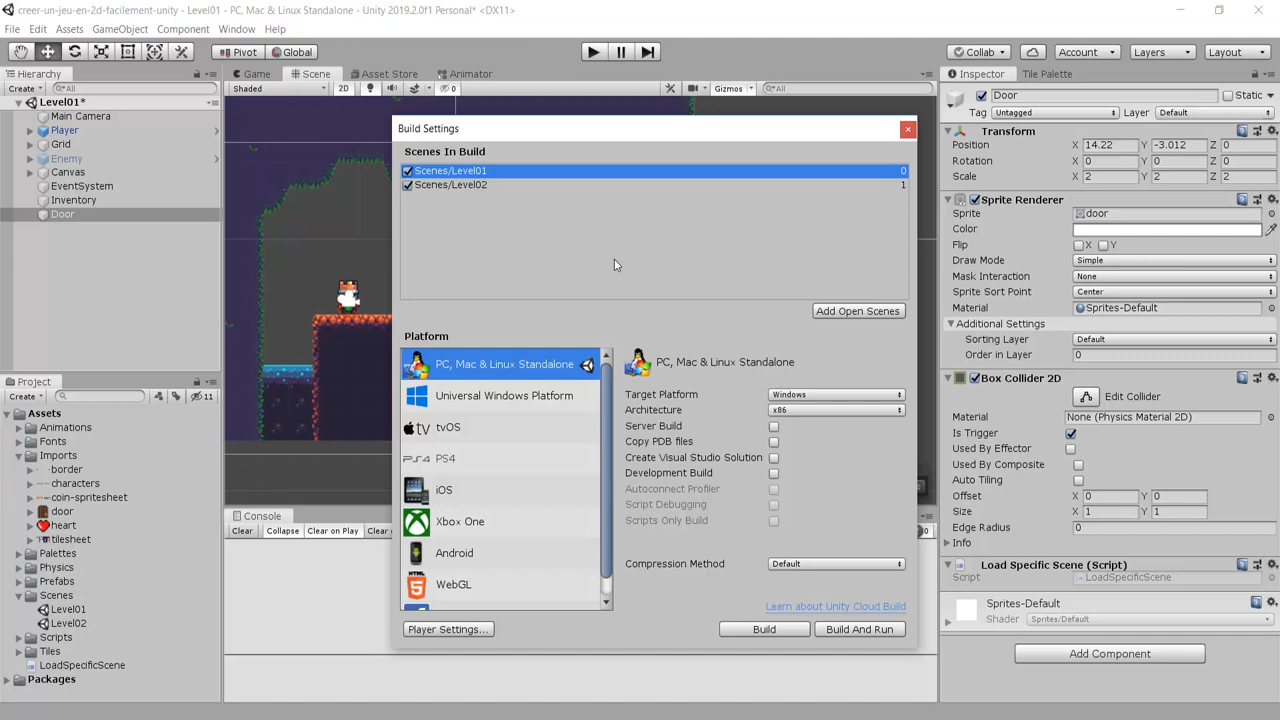 creer-un-jeu-en-2d-facilement-unity - Level01 - PC, Mac & Linux Standalone - Unity 2019.2.0f1 Personal* <DX11>
File Edit Assets GameObject Component Window Help
Pivot Global Collab Account Layers Layout
Hierarchy
Create All
Level01*
Main Camera
Player
Grid
Enemy
Canvas
EventSystem
Inventory
Door
Project
Create
11
Assets
Animations
Fonts
Imports
border
characters
coin-spritesheet
door
heart
tilesheet
Palettes
Physics
Prefabs
Scenes
Level01
Level02
Scripts
Tiles
LoadSpecificScene
Packages
Game Scene Asset Store Animator
Shaded 2D 0 Gizmos All
Build Settings
Scenes In Build
Scenes/Level01 0
Scenes/Level02 1
Add Open Scenes
Platform
PC, Mac & Linux Standalone
Universal Windows Platform
tv tvOS
PS4 PS4
iOS
Xbox One
Android
WebGL
PC, Mac & Linux Standalone
Target Platform Windows
Architecture x86
Server Build
Copy PDB files
Create Visual Studio Solution
Development Build
Autoconnect Profiler
Script Debugging
Scripts Only Build
Compression Method Default
Learn about Unity Cloud Build
Player Settings... Build Build And Run
Console
Clear Collapse Clear on Play Clear
0
Inspector Tile Palette
Door Static
Tag Untagged Layer Default
Transform
Position X 14.22 Y -3.012 Z 0
Rotation X 0 Y 0 Z 0
Scale X 2 Y 2 Z 2
Sprite Renderer
Sprite door
Color
Flip X Y
Draw Mode Simple
Mask Interaction None
Sprite Sort Point Center
Material Sprites-Default
Additional Settings
Sorting Layer Default
Order in Layer 0
Box Collider 2D
Edit Collider
Material None (Physics Material 2D)
Is Trigger
Used By Effector
Used By Composite
Auto Tiling
Offset X 0 Y 0
Size X 1 Y 1
Edge Radius 0
Info
Load Specific Scene (Script)
Script LoadSpecificScene
Sprites-Default
Shader Sprites/Default
Add Component